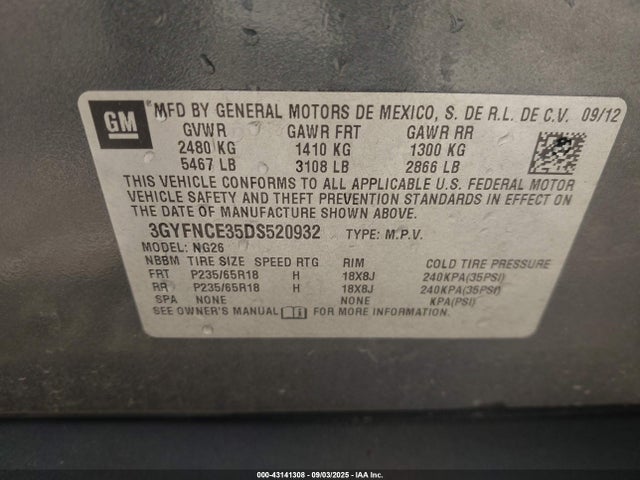 GM
MFD BY GENERAL MOTORS DE MEXICO, S. DE R.L. DE C.V. 09/12
GVWR GAWR FRT GAWR RR
2480 KG 1410 KG 1300 KG
5467 LB 3108 LB 2866 LB
THIS VEHICLE CONFORMS TO ALL APPLICABLE U.S. FEDERAL MOTOR
VEHICLE SAFETY AND THEFT PREVENTION STANDARDS IN EFFECT ON
THE DATE OF MANUFACTURE SHOWN ABOVE.
3GYFNCE35DS520932 TYPE: M.P.V.
MODEL: NG26
NBBM TIRE SIZE SPEED RTG RIM COLD TIRE PRESSURE
FRT P235/65R18 H 18X8J 240KPA(35PSI)
RR P235/65R18 H 18X8J 240KPA(35PSI)
SPA NONE NONE KPA(PSI)
SEE OWNER'S MANUAL FOR MORE INFORMATION.
000-43141308 - 09/03/2025 - IAA Inc.